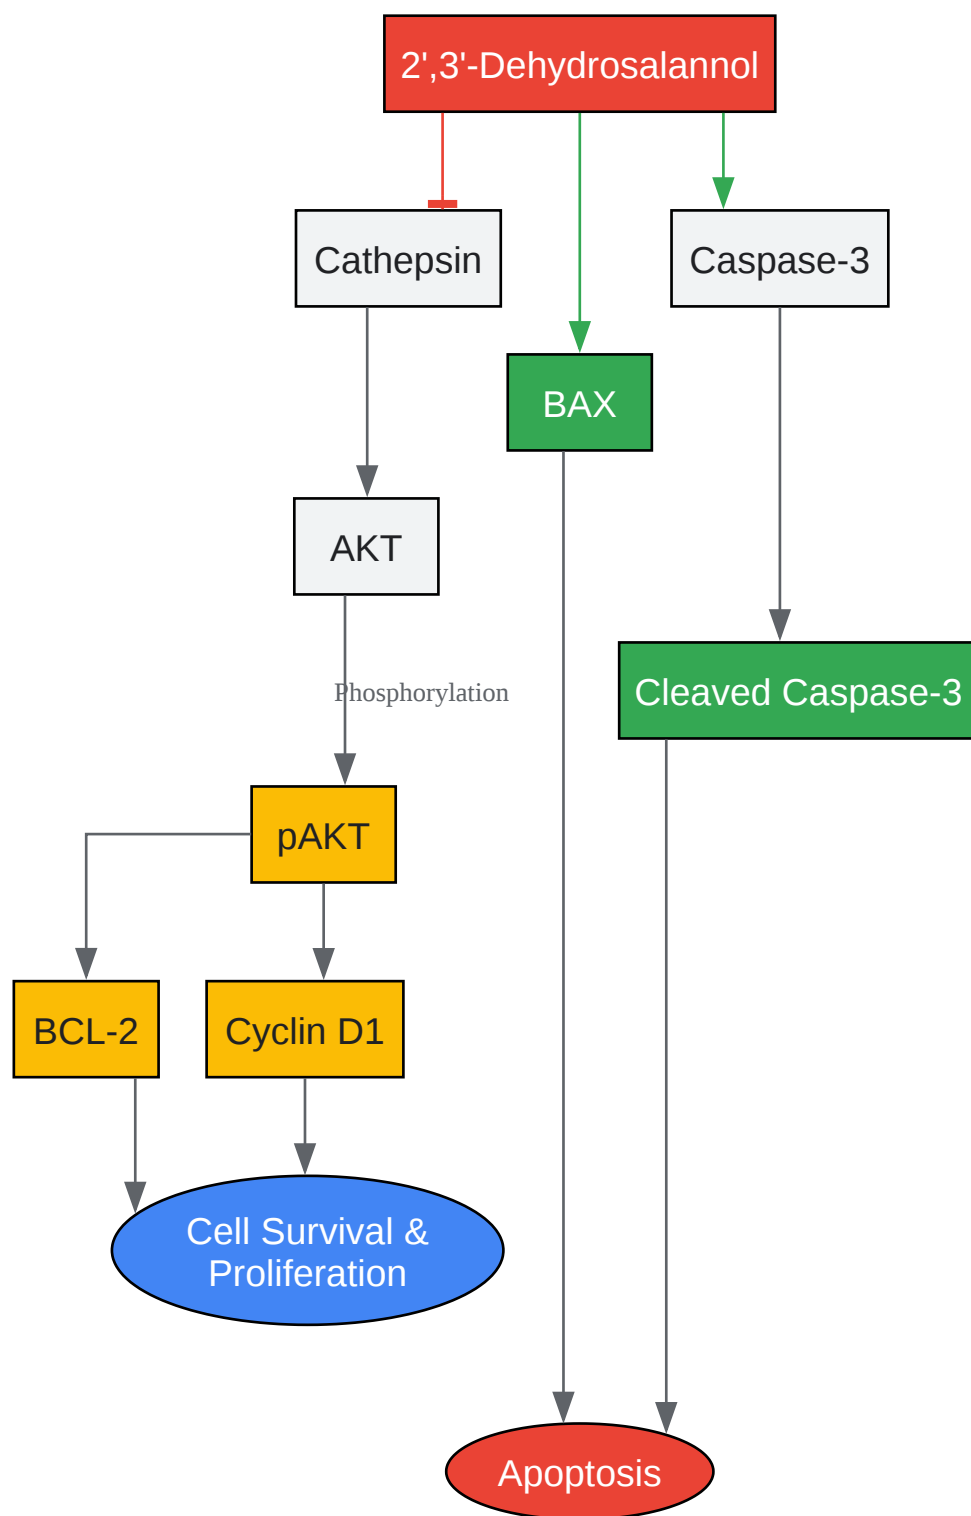 2',3'-Dehydrosalannol
Cathepsin
Caspase-3
BAX
AKT
Phosphorylation
Cleaved Caspase-3
pAKT
BCL-2
Cyclin D1
Cell Survival &
Proliferation
Apoptosis